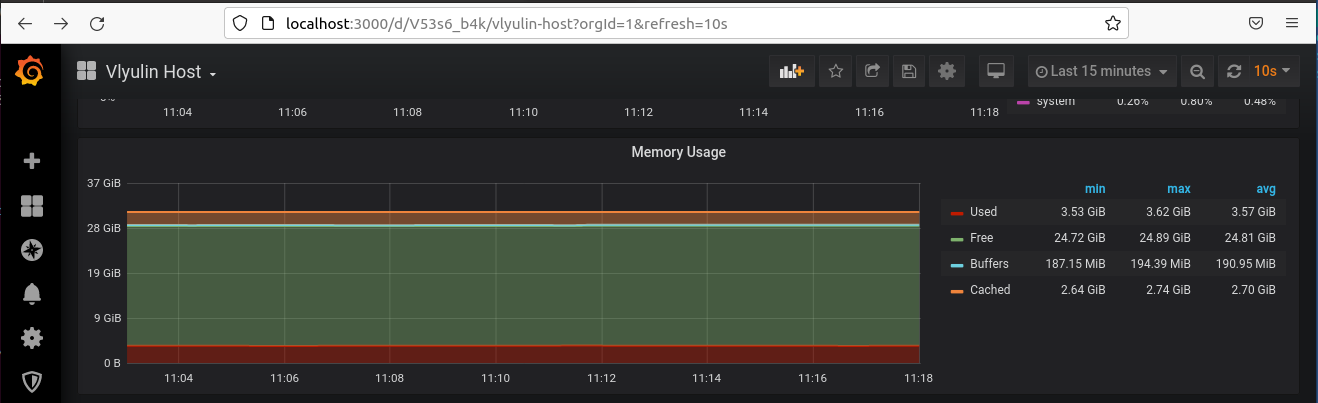 localhost:3000/d/V53s6_b4k/vlyulin-host?orgId=1&refresh=10s
Vlyulin Host
Last 15 minutes
10s
0%
system 0.26% 0.80% 0.48%
11:04 11:06 11:08 11:10 11:12 11:14 11:16 11:18
Memory Usage
37 GiB
28 GiB
19 GiB
9 GiB
0 B
11:04 11:06 11:08 11:10 11:12 11:14 11:16 11:18
min max avg
Used 3.53 GiB 3.62 GiB 3.57 GiB
Free 24.72 GiB 24.89 GiB 24.81 GiB
Buffers 187.15 MiB 194.39 MiB 190.95 MiB
Cached 2.64 GiB 2.74 GiB 2.70 GiB